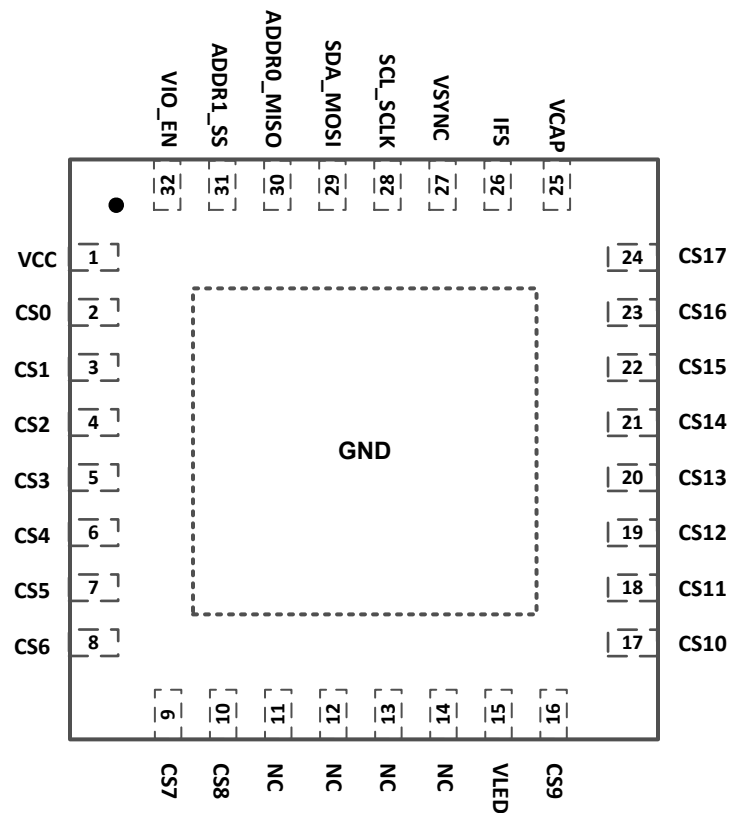 VIO_EN
ADDR1_SS
ADDR0_MISO
SDA_MOSI
SCL_SCLK
VSYNC
IFS
VCAP
32
31
30
29
28
27
26
25
VCC 1
CS0 2
CS1 3
CS2 4
CS3 5
CS4 6
CS5 7
CS6 8
GND
24 CS17
23 CS16
22 CS15
21 CS14
20 CS13
19 CS12
18 CS11
17 CS10
9
10
11
12
13
14
15
16
CS7
CS8
NC
NC
NC
NC
VLED
CS9